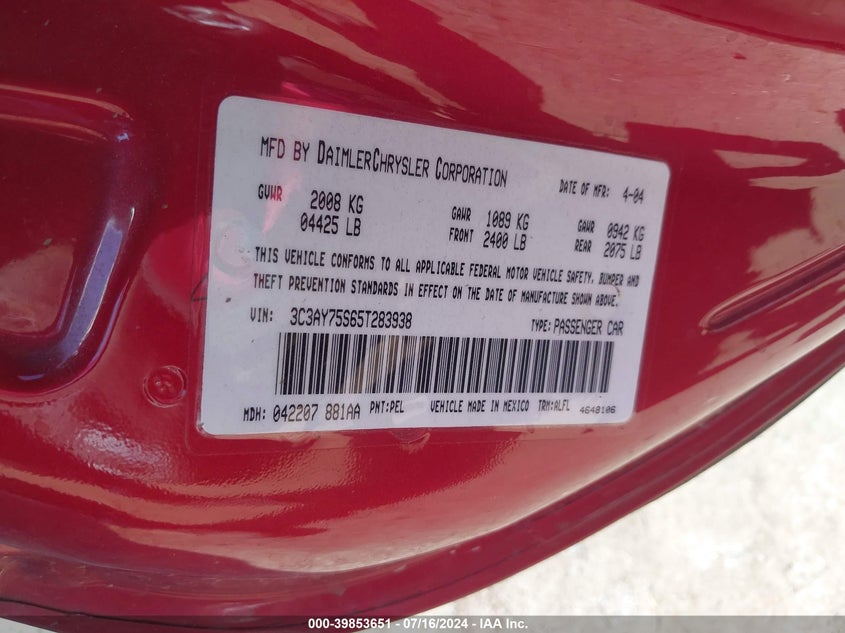 MFD BY DAIMLERCHRYSLER CORPORATION DATE OF MFR: 4-04
GVWR 2008 KG GAWR 1089 KG GAWR 0942 KG
04425 LB FRONT 2400 LB REAR 2075 LB
THIS VEHICLE CONFORMS TO ALL APPLICABLE FEDERAL MOTOR VEHICLE SAFETY, BUMPER AND
THEFT PREVENTION STANDARDS IN EFFECT ON THE DATE OF MANUFACTURE SHOWN ABOVE.
VIN: 3C3AY75S65T283938 TYPE: PASSENGER CAR
MDH: 042207 881AA PNT:PEL VEHICLE MADE IN MEXICO TRM:ALFL 4648106
000-39853651 - 07/16/2024 - IAA Inc.